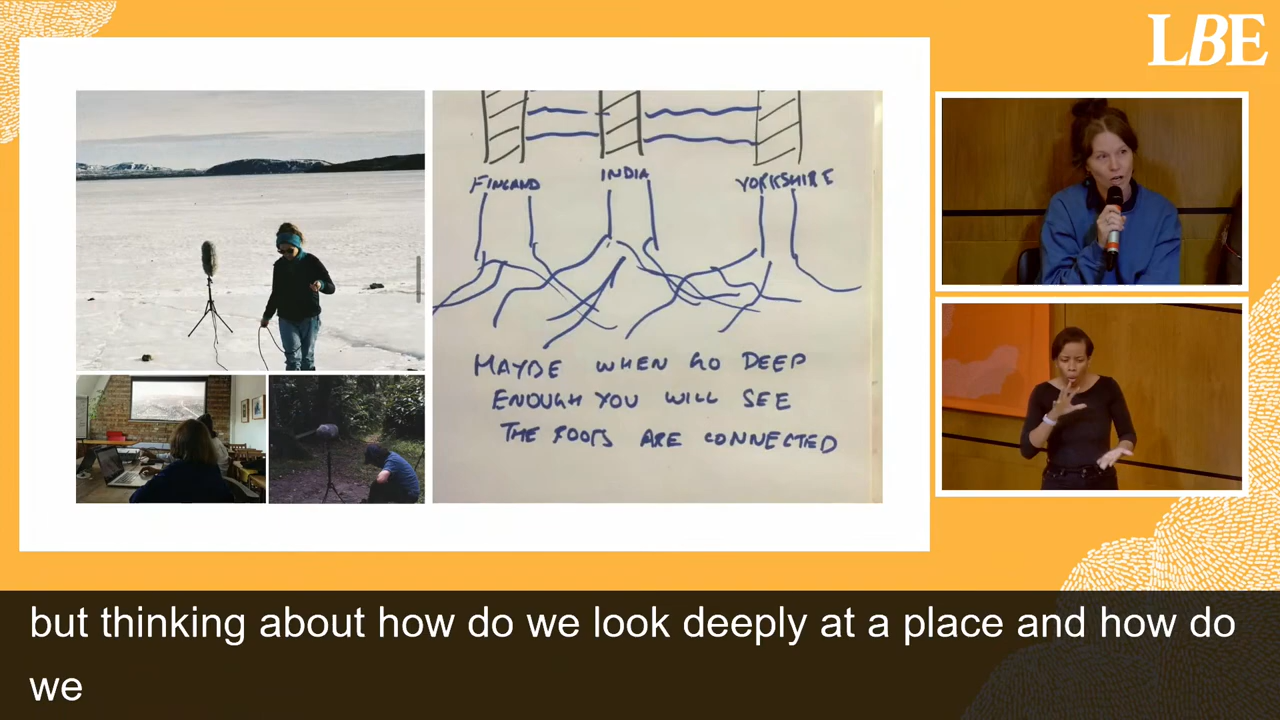 LBE
FINLAND INDIA YORKSHIRE
MAYBE WHEN GO DEEP
ENOUGH YOU WILL SEE
THE ROOTS ARE CONNECTED
but thinking about how do we look deeply at a place and how do
we